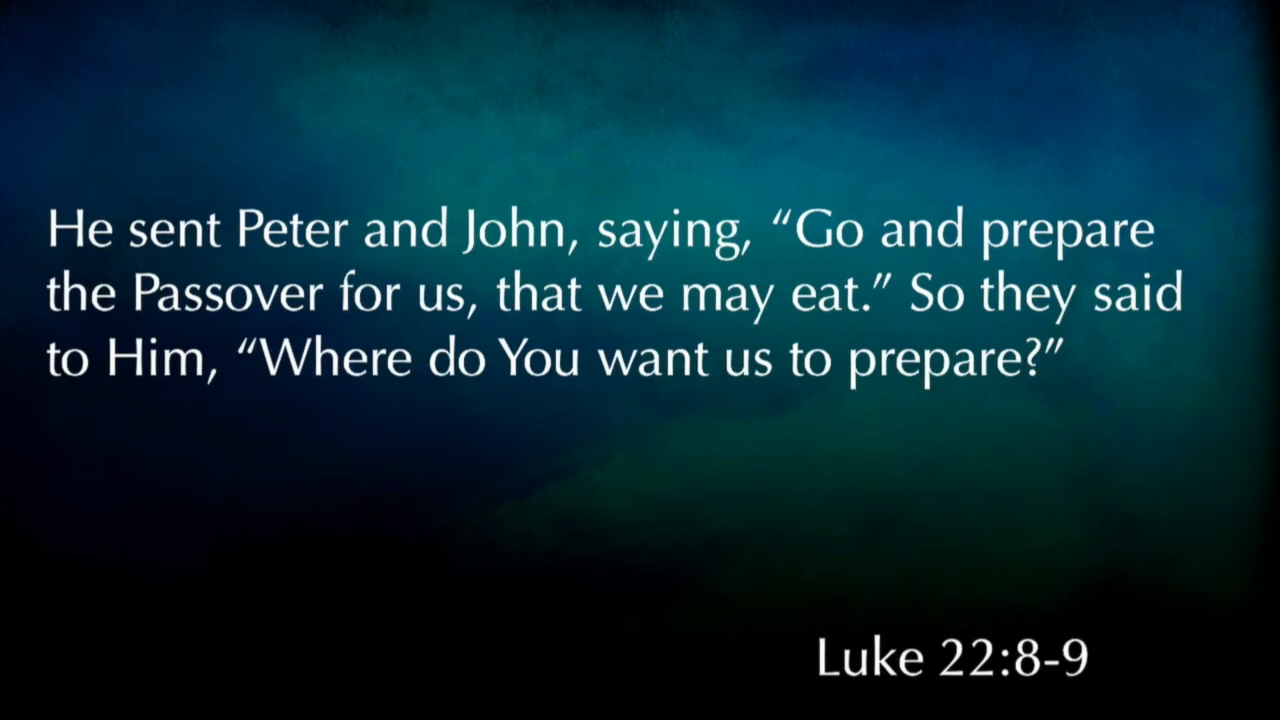 He sent Peter and John, saying, “Go and prepare
the Passover for us, that we may eat.” So they said
to Him, “Where do You want us to prepare?”
Luke 22:8-9